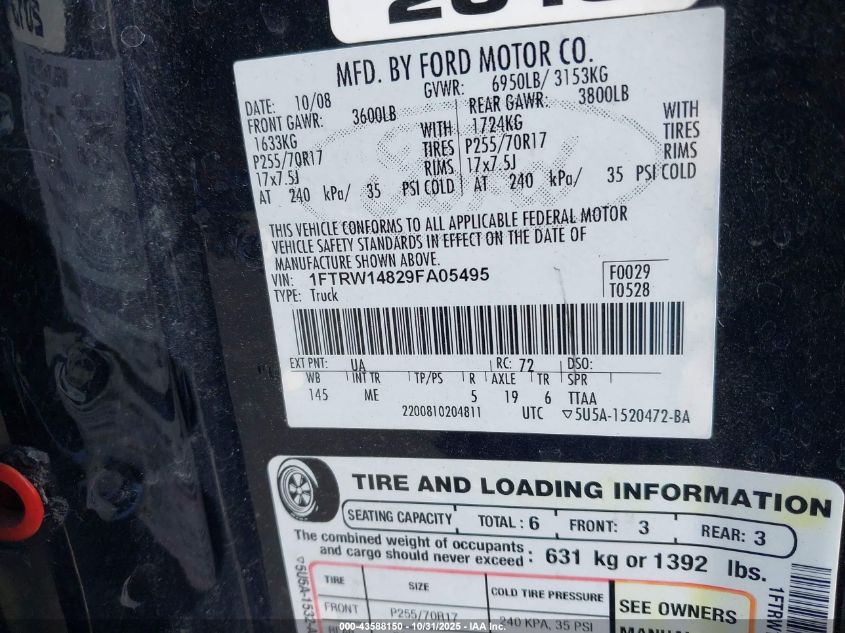 MFD. BY FORD MOTOR CO.
DATE: 10/08 GVWR: 6950LB/ 3153KG
FRONT GAWR: 3600LB REAR GAWR: 3800LB
1633KG WITH 1724KG WITH
P255/70R17 TIRES P255/70R17 TIRES
17x7.5J RIMS 17x7.5J RIMS
AT 240 kPa/ 35 PSI COLD AT 240 kPa/ 35 PSI COLD
THIS VEHICLE CONFORMS TO ALL APPLICABLE FEDERAL MOTOR
VEHICLE SAFETY STANDARDS IN EFFECT ON THE DATE OF
MANUFACTURE SHOWN ABOVE.
VIN: 1FTRW14829FA05495 F0029
TYPE: Truck T0528
EXT PNT: UA RC: 72 DSO:
WB INT TR TP/PS R AXLE TR SPR
145 ME 5 19 6 TTAA
2200810204811 UTC 5U5A-1520472-BA
TIRE AND LOADING INFORMATION
SEATING CAPACITY TOTAL : 6 FRONT: 3 REAR: 3
The combined weight of occupants
and cargo should never exceed : 631 kg or 1392 lbs.
TIRE SIZE COLD TIRE PRESSURE SEE OWNERS
FRONT P255/70R17 240 KPA, 35 PSI
© 43588150 - 10/31/2025 - IAAI